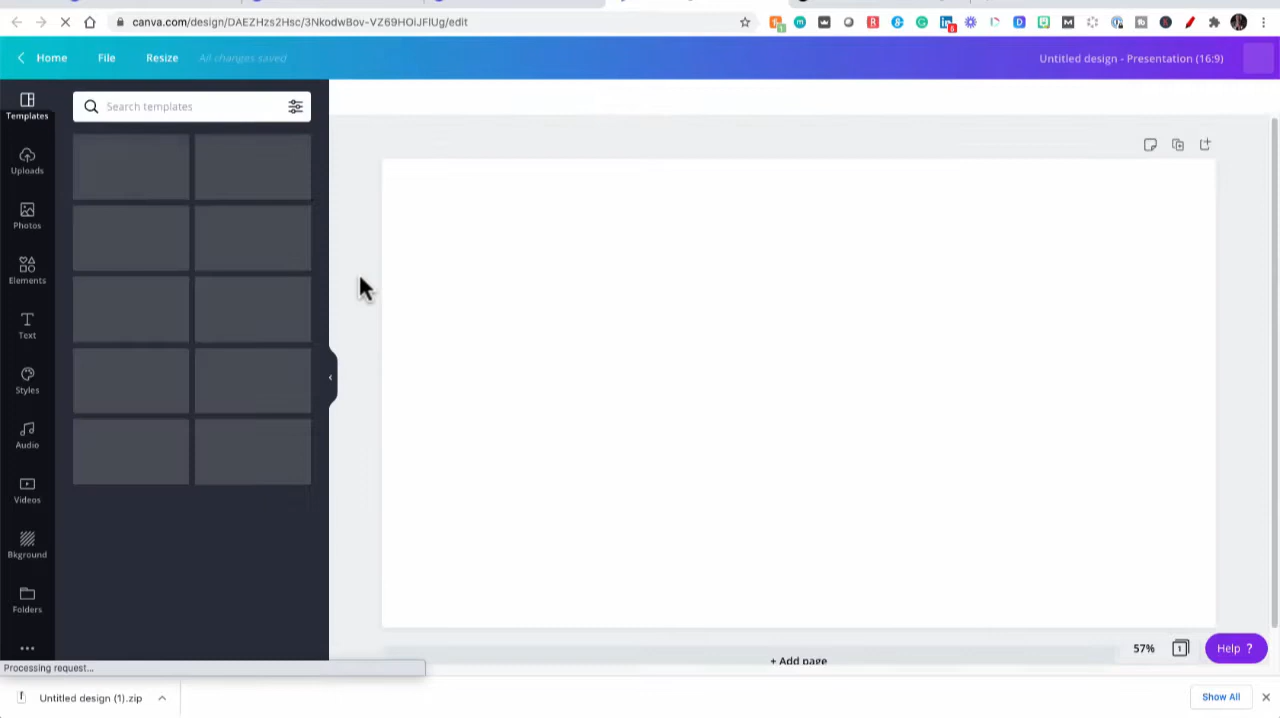 canva.com/design/DAEZHzs2Hsc/3NkodwBov-VZ69HOiJFlUg/edit
Home File Resize All changes saved Untitled design - Presentation (16:9)
Templates
Search templates
Uploads
Photos
Elements
Text
Styles
Audio
Videos
Bkground
Folders
+ Add page
57%
1
Help ?
Processing request...
Untitled design (1).zip
Show All